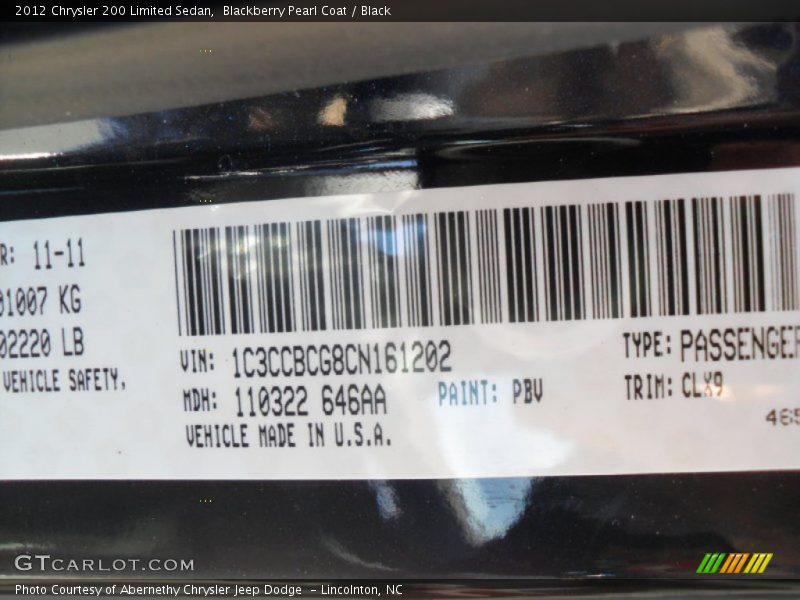 2012 Chrysler 200 Limited Sedan, Blackberry Pearl Coat / Black
R: 11-11
01007 KG
02220 LB
VEHICLE SAFETY.
VIN: 1C3CCBCG8CN161202
TYPE: PASSENGER
MDH: 110322 646AA
PAINT: PBV
TRIM: CLX9
VEHICLE MADE IN U.S.A.
465
GTCARLOT.COM
Photo Courtesy of Abernethy Chrysler Jeep Dodge - Lincolnton, NC